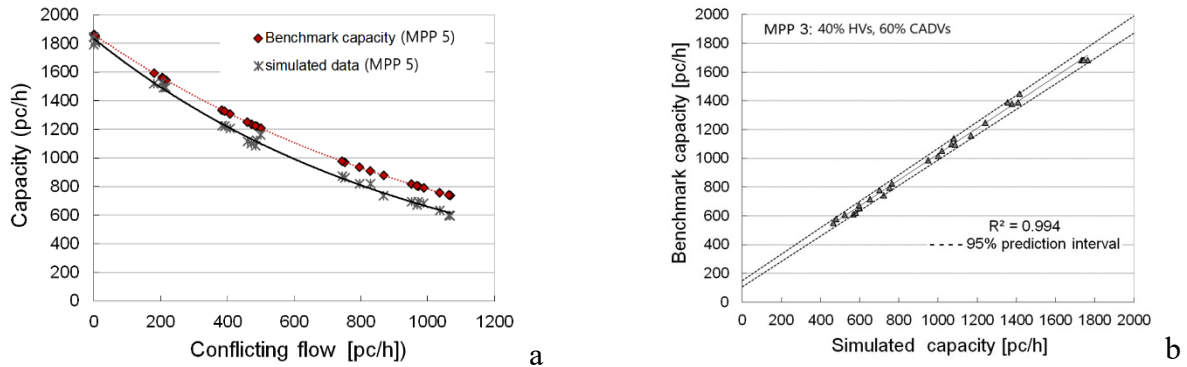 2000
1800
1600
1400
1200
1000
800
600
400
200
0
Capacity (pc/h)
Benchmark capacity (MPP 5)
simulated data (MPP 5)
0 200 400 600 800 1000 1200
Conflicting flow [pc/h])
a
2000
1800
1600
1400
1200
1000
800
600
400
200
0
Benchmark capacity [pc/h]
MPP 3: 40% HVs, 60% CADVs
R² = 0.994
95% prediction interval
0 200 400 600 800 1000 1200 1400 1600 1800 2000
Simulated capacity [pc/h]
b